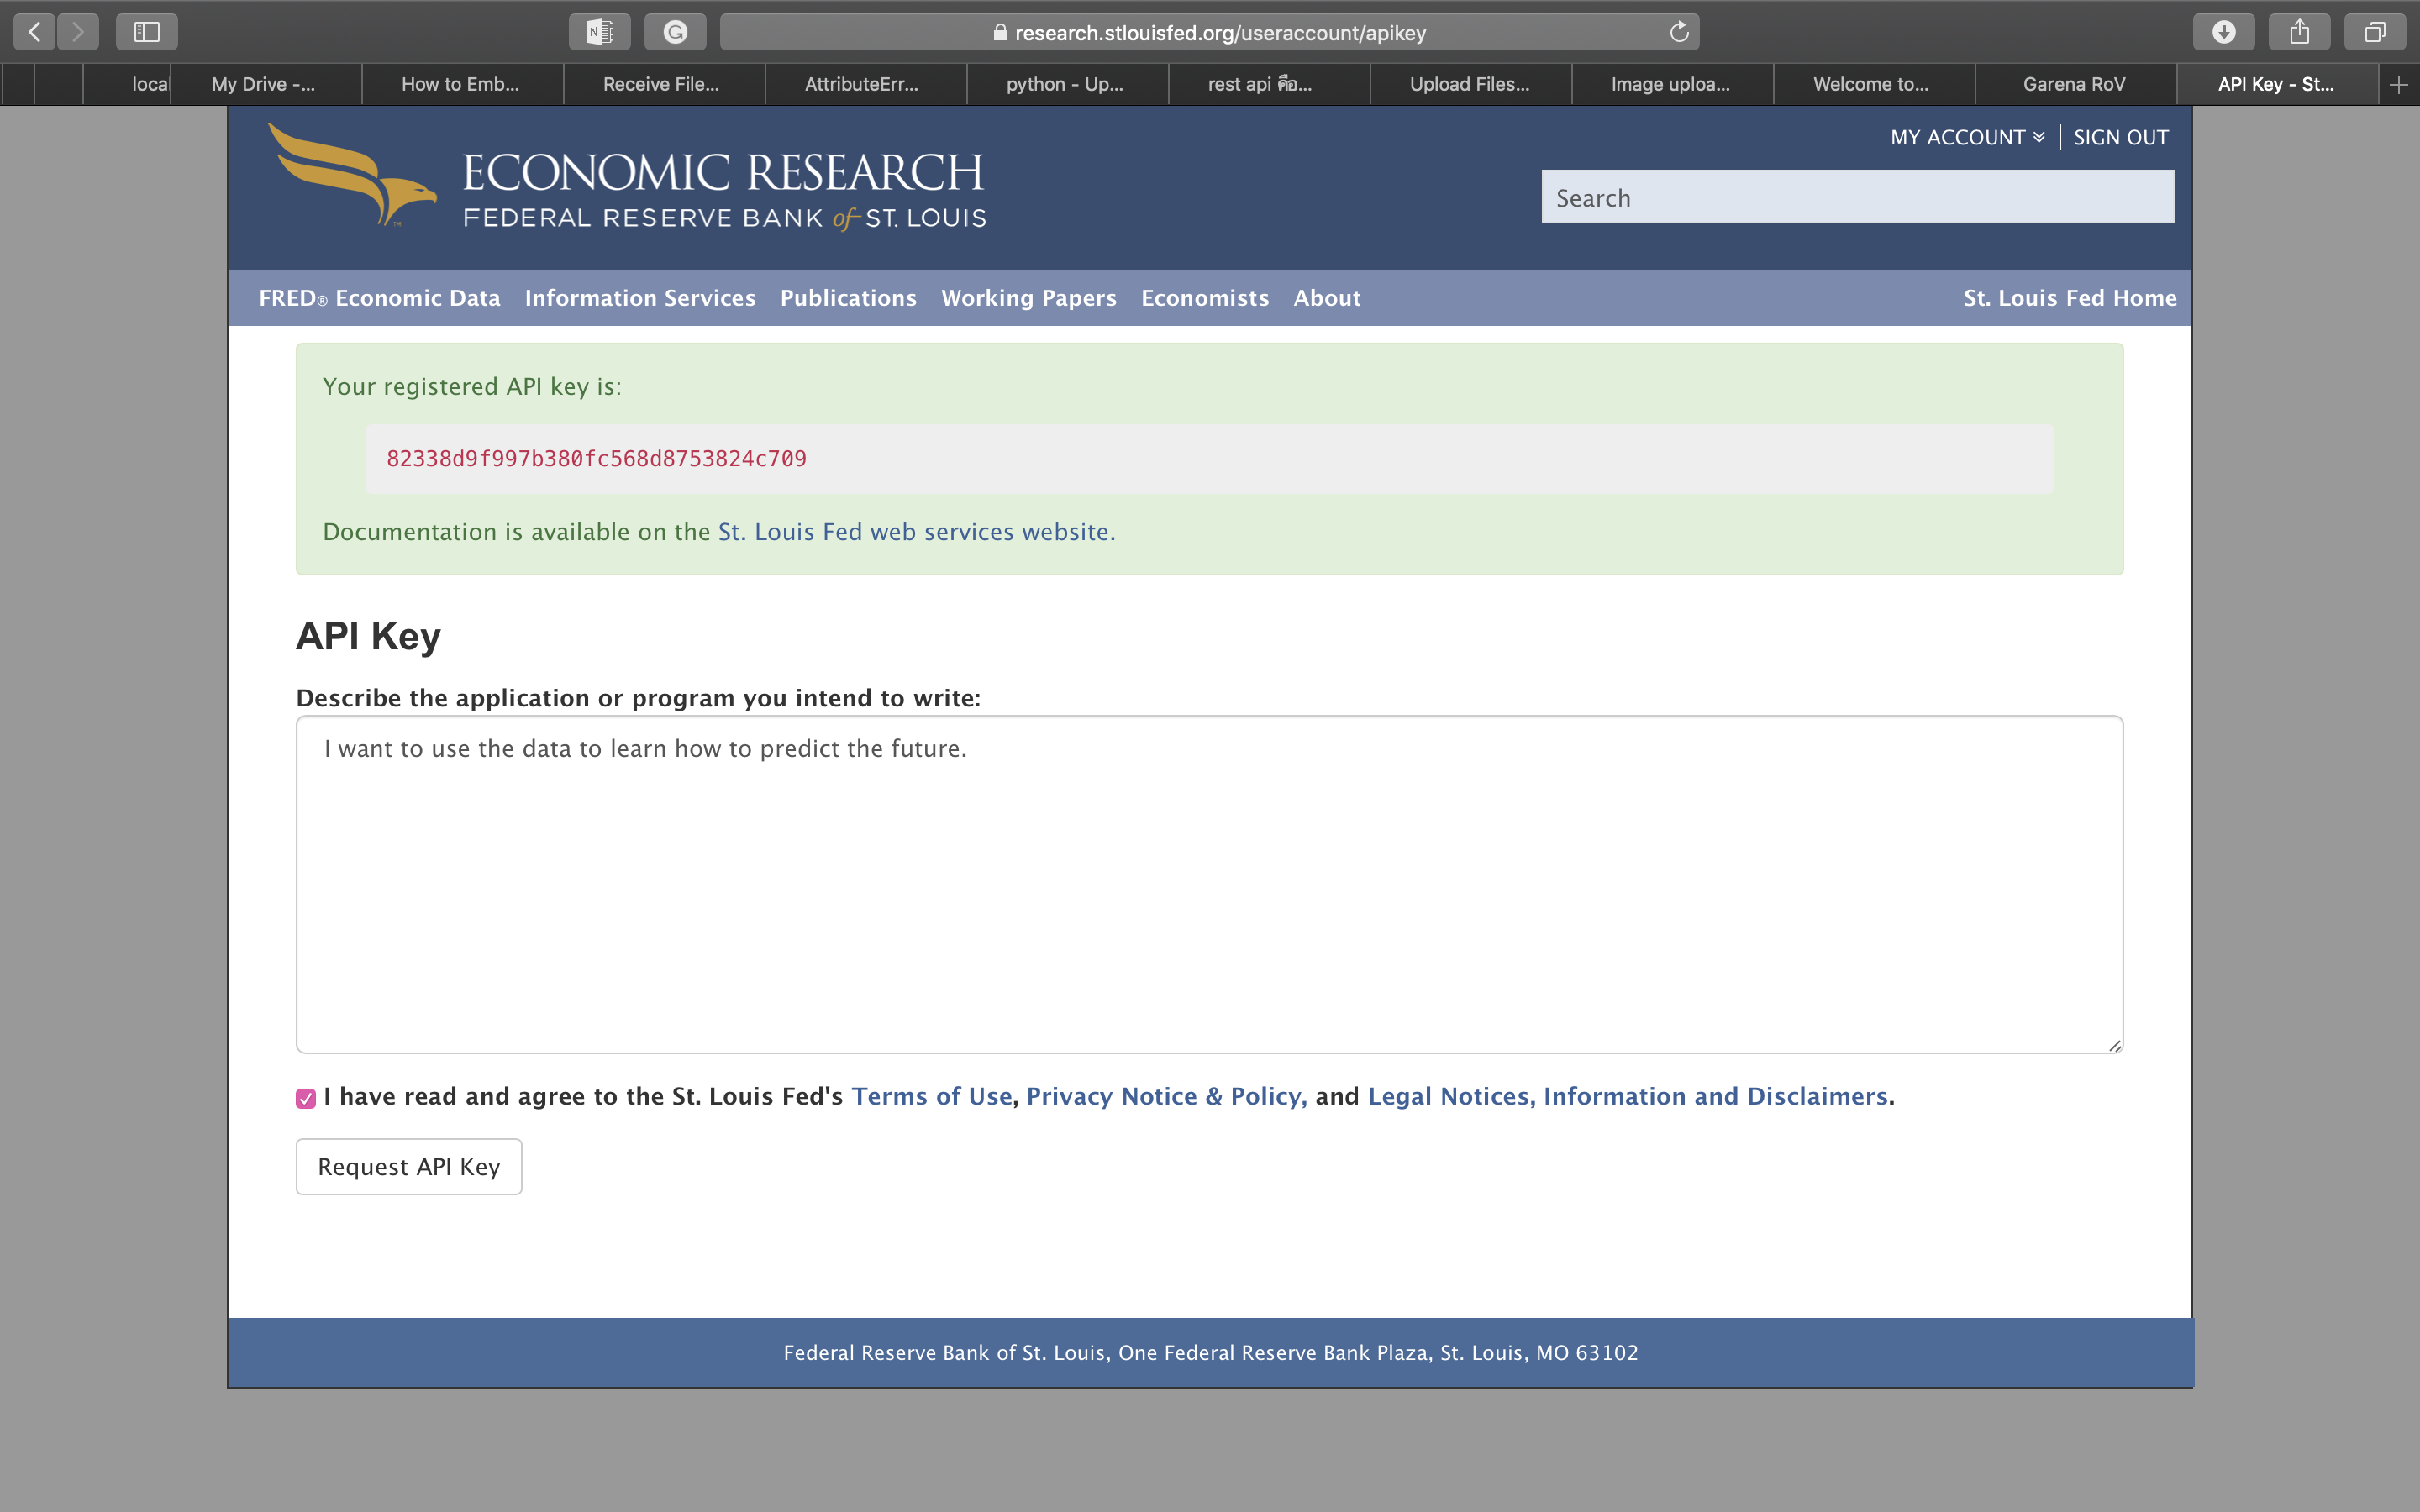 research.stlouisfed.org/useraccount/apikey
local My Drive -... How to Emb... Receive File... AttributeErr... python - Up... rest api คือ... Upload Files... Image uploa... Welcome to... Garena RoV API Key - St...
MY ACCOUNT SIGN OUT
ECONOMIC RESEARCH
FEDERAL RESERVE BANK of ST. LOUIS
Search
FRED® Economic Data Information Services Publications Working Papers Economists About St. Louis Fed Home
Your registered API key is:
82338d9f997b380fc568d8753824c709
Documentation is available on the St. Louis Fed web services website.
API Key
Describe the application or program you intend to write:
I want to use the data to learn how to predict the future.
I have read and agree to the St. Louis Fed's Terms of Use, Privacy Notice & Policy, and Legal Notices, Information and Disclaimers.
Request API Key
Federal Reserve Bank of St. Louis, One Federal Reserve Bank Plaza, St. Louis, MO 63102